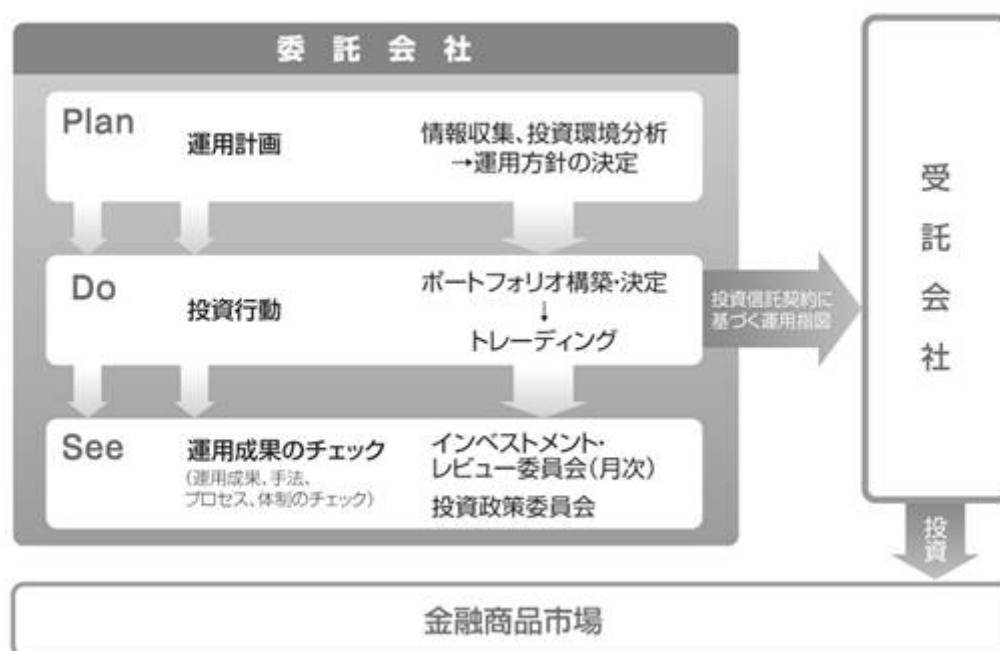 委託会社
Plan
運用計画
情報収集、投資環境分析
→運用方針の決定
Do
投資行動
ポートフォリオ構築・決定
↓
トレーディング
投資信託契約に
基づく運用指図
See
運用成果のチェック
(運用成果、手法、
プロセス、体制のチェック)
インベストメント・
レビュー委員会(月次)
投資政策委員会
受託会社
投資
金融商品市場